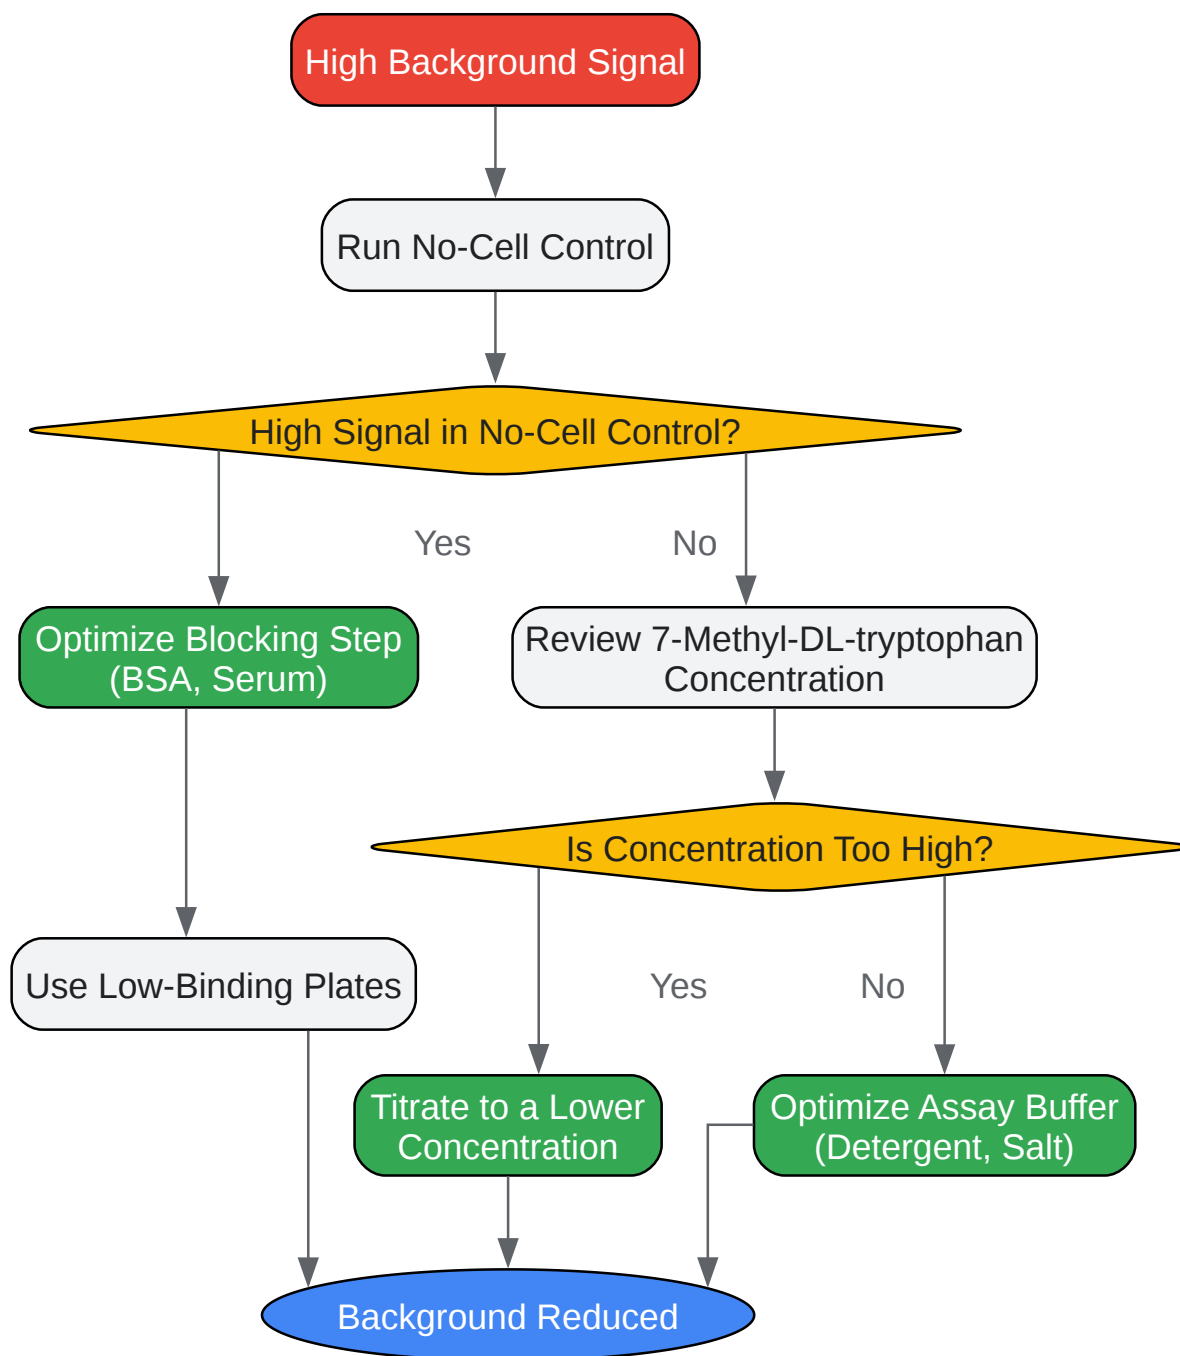 High Background Signal
Run No-Cell Control
High Signal in No-Cell Control?
Yes
No
Optimize Blocking Step
(BSA, Serum)
Review 7-Methyl-DL-tryptophan
Concentration
Is Concentration Too High?
Use Low-Binding Plates
Yes
No
Titrate to a Lower
Concentration
Optimize Assay Buffer
(Detergent, Salt)
Background Reduced